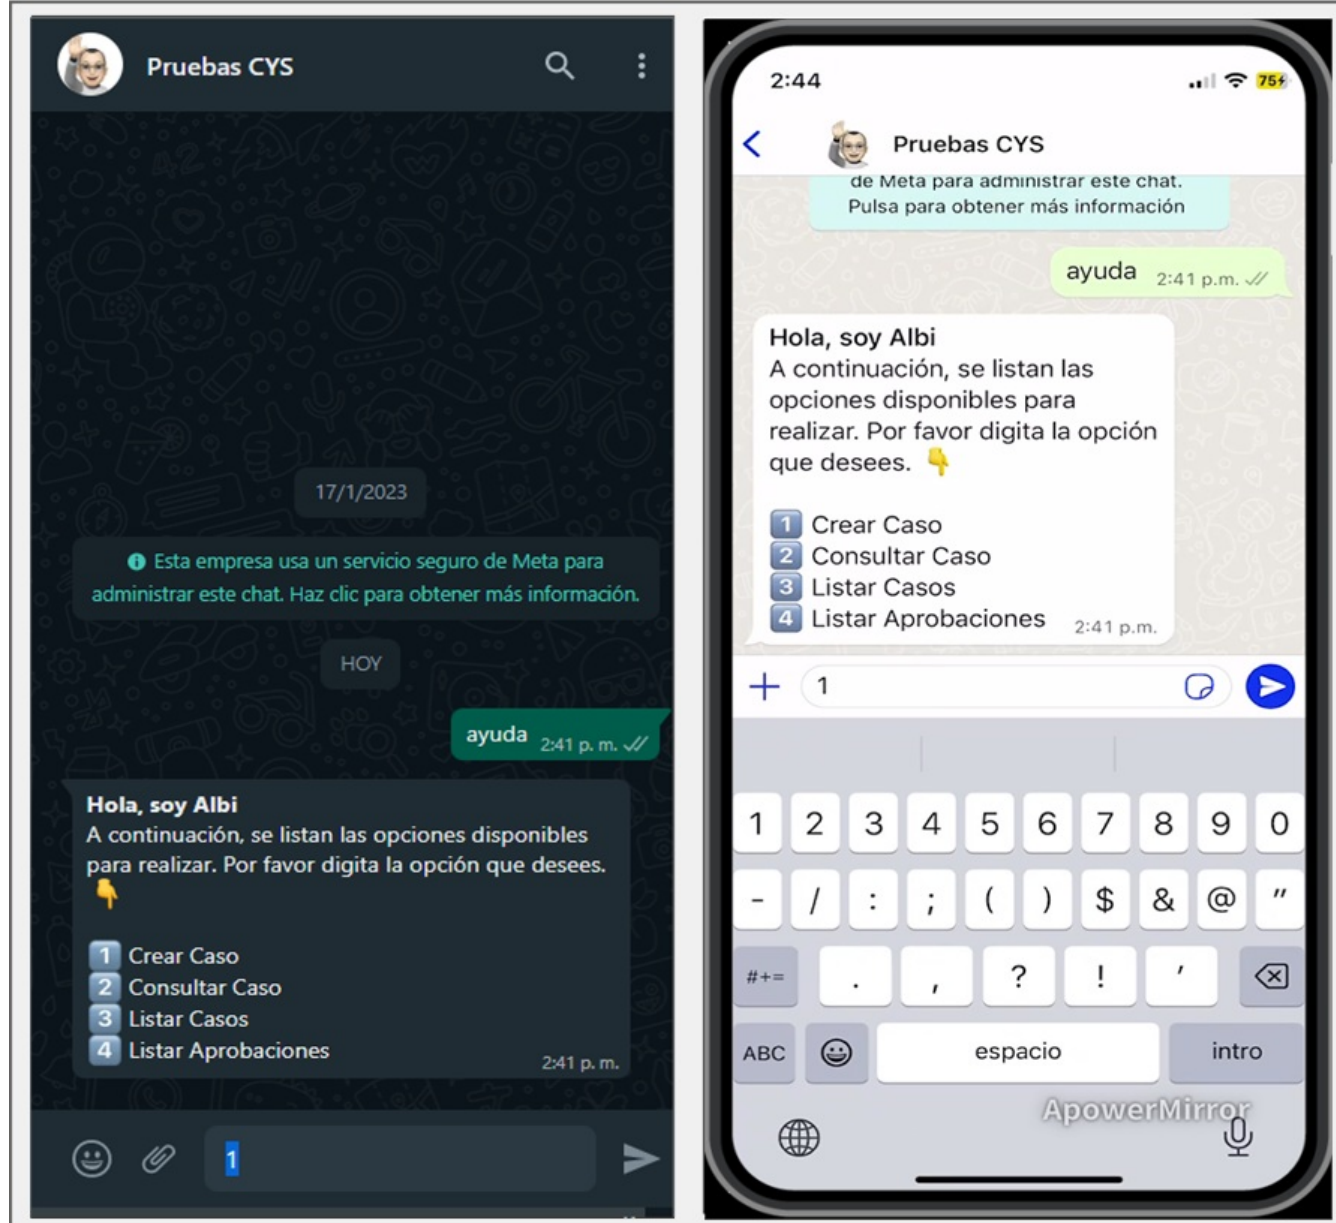 Pruebas CYS
17/1/2023
Esta empresa usa un servicio seguro de Meta para
administrar este chat. Haz clic para obtener más información.
HOY
ayuda 2:41 p. m.
Hola, soy Albi
A continuación, se listan las opciones disponibles
para realizar. Por favor digita la opción que desees.
👇
1 Crear Caso
2 Consultar Caso
3 Listar Casos
4 Listar Aprobaciones
2:41 p. m.
1
2:44
75
Pruebas CYS
de Meta para administrar este chat.
Pulsa para obtener más información
ayuda 2:41 p.m.
Hola, soy Albi
A continuación, se listan las
opciones disponibles para
realizar. Por favor digita la opción
que desees. 👇
1 Crear Caso
2 Consultar Caso
3 Listar Casos
4 Listar Aprobaciones 2:41 p.m.
1
1 2 3 4 5 6 7 8 9 0
- / : ; ( ) $ & @ "
#+= . , ? ! '
ABC espacio intro
ApowerMirror